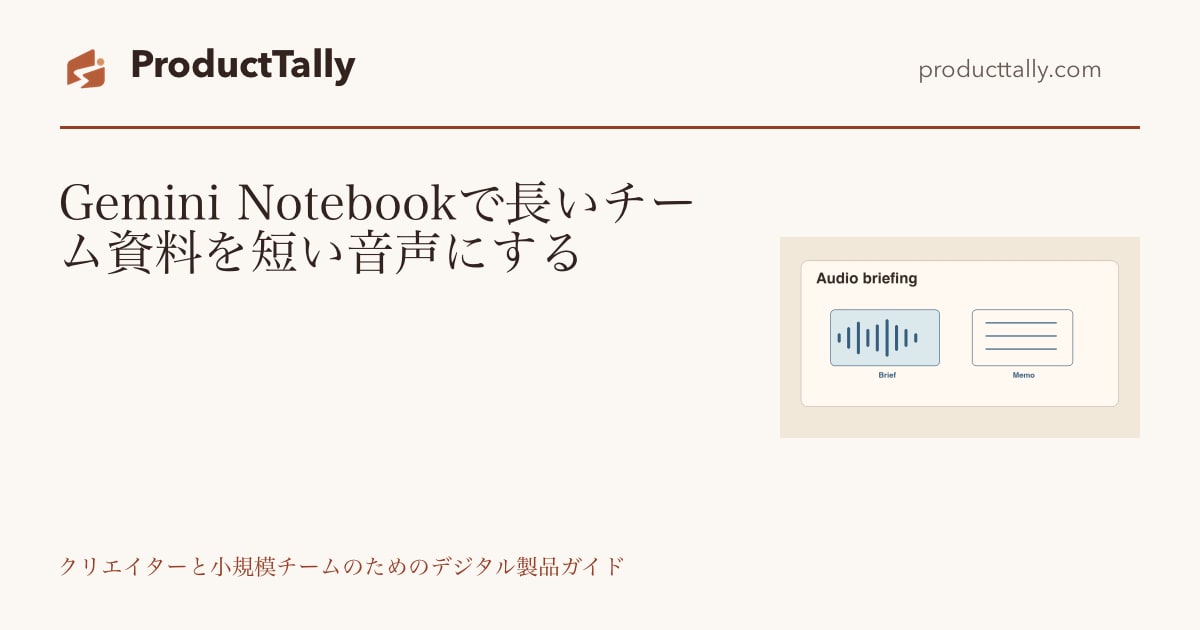 ProductTally
producttally.com
Gemini Notebookで長いチー
ム資料を短い音声にする
Audio briefing
Brief
Memo
クリエイターと小規模チームのためのデジタル製品ガイド